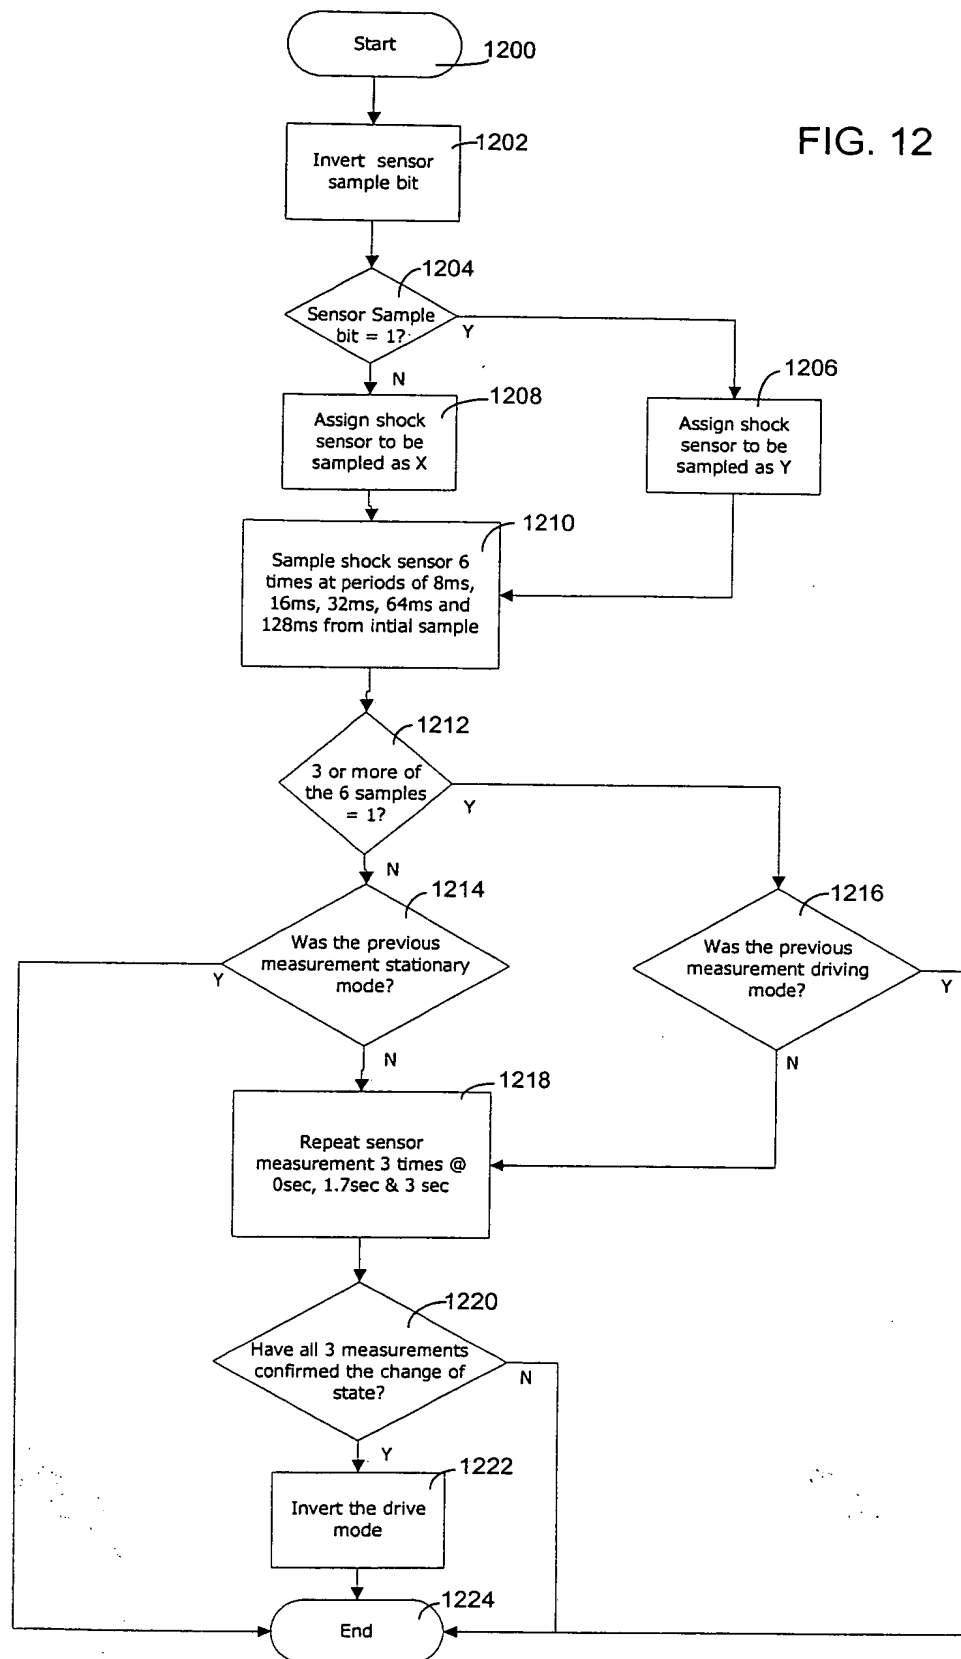 Start
1200
FIG. 12
1202
Invert sensor
sample bit
1204
Sensor Sample
bit = 1?
Y
N
1206
Assign shock
sensor to be
sampled as Y
1208
Assign shock
sensor to be
sampled as X
1210
Sample shock sensor 6
times at periods of 8ms,
16ms, 32ms, 64ms and
128ms from intial sample
1212
3 or more of
the 6 samples
= 1?
Y
N
1214
Was the previous
measurement stationary
mode?
Y
N
1216
Was the previous
measurement driving
mode?
Y
N
1218
Repeat sensor
measurement 3 times @
0sec, 1.7sec & 3 sec
1220
Have all 3 measurements
confirmed the change of
state?
N
Y
1222
Invert the drive
mode
1224
End